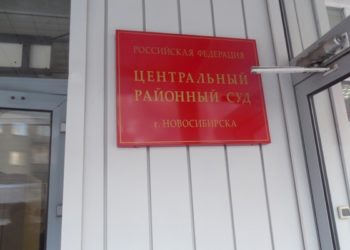 РОССИЙСКАЯ ФЕДЕРАЦИЯ
ЦЕНТРАЛЬНЫЙ
РАЙОННЫЙ СУД
г. НОВОСИБИРСКА